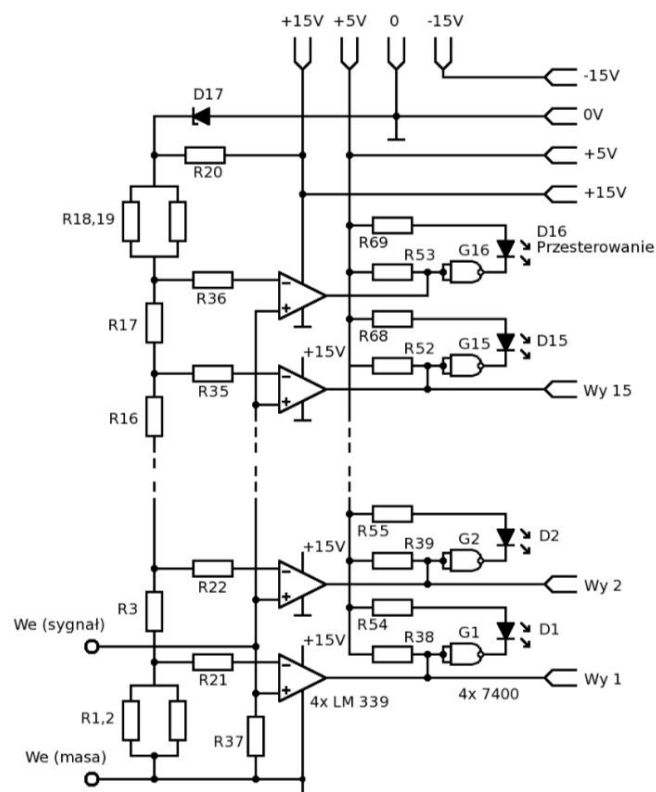 +15V +5V 0 -15V
-15V
D17
0V
R20
+5V
+15V
R18,19
R69
D16
Przesterowanie
G16
R53
R36
R17
R68
+15V
R52
G15
D15
R35
R16
Wy 15
R55
+15V
R39
G2
D2
R22
Wy 2
R3
R54
We (sygnał)
+15V
R38
G1
D1
R21
Wy 1
4x LM 339
4x 7400
R1,2
R37
We (masa)